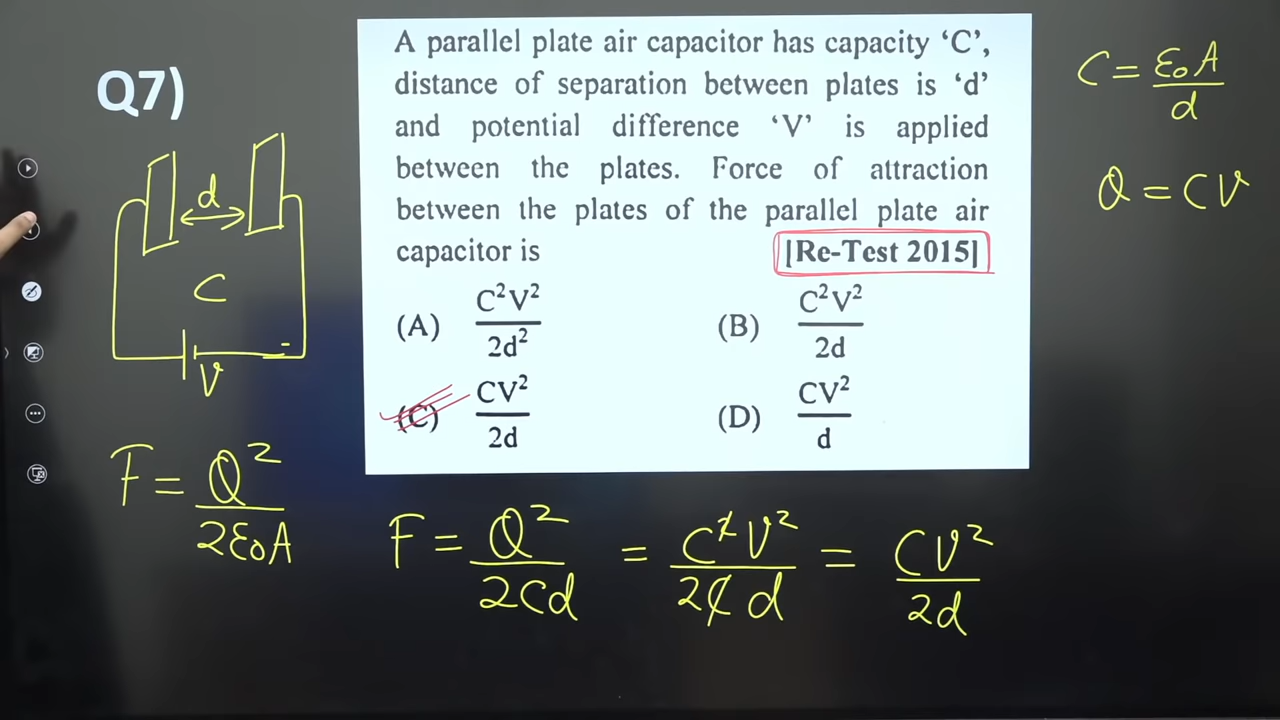 Q7)
A parallel plate air capacitor has capacity ‘C’,
distance of separation between plates is ‘d’
and potential difference ‘V’ is applied
between the plates. Force of attraction
between the plates of the parallel plate air
capacitor is [Re-Test 2015]
(A) C²V²/2d² (B) C²V²/2d
(C) CV²/2d (D) CV²/d
C = ε₀A/d
Q = CV
d
C
V
F = Q²/2ε₀A
F = Q²/2Cd = C²V²/2Cd = CV²/2d